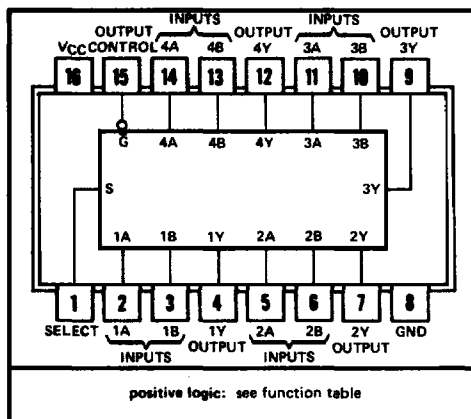 INPUTS INPUTS
OUTPUT OUTPUT OUTPUT
VCC CONTROL 4A 4B 4Y 3A 3B 3Y
16 15 14 13 12 11 10 9
G 4A 4B 4Y 3A 3B
S 3Y
1A 1B 1Y 2A 2B 2Y
1 2 3 4 5 6 7 8
SELECT 1A 1B 1Y 2A 2B 2Y GND
INPUTS OUTPUT INPUTS OUTPUT
positive logic: see function table